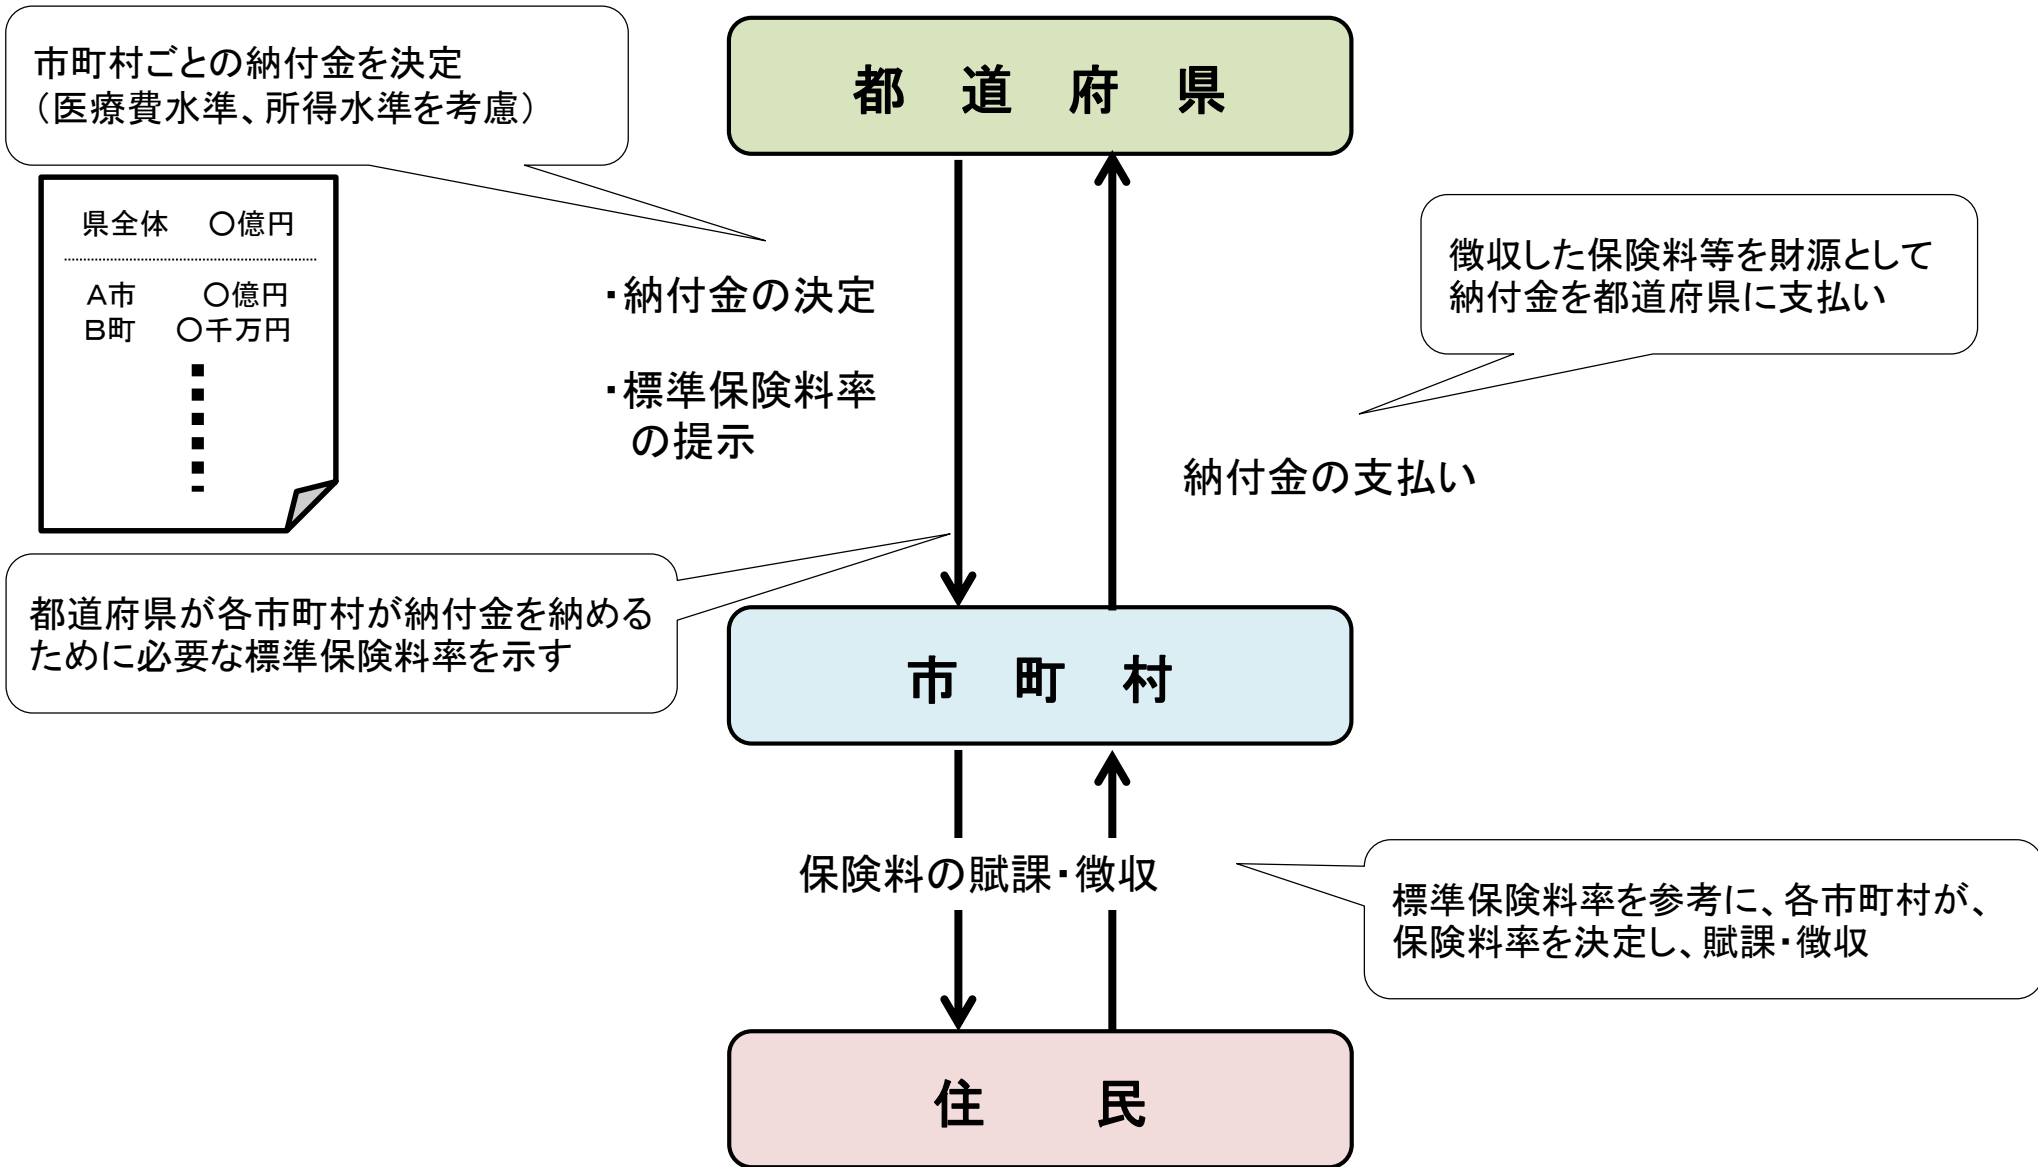 市町村ごとの納付金を決定
（医療費水準、所得水準を考慮）
都　道　府　県
県全体　〇億円
A市　〇億円
B町　〇千万円
・納付金の決定
・標準保険料率
の提示
徴収した保険料等を財源として
納付金を都道府県に支払い
納付金の支払い
都道府県が各市町村が納付金を納める
ために必要な標準保険料率を示す
市　町　村
保険料の賦課・徴収
標準保険料率を参考に、各市町村が、
保険料率を決定し、賦課・徴収
住　民